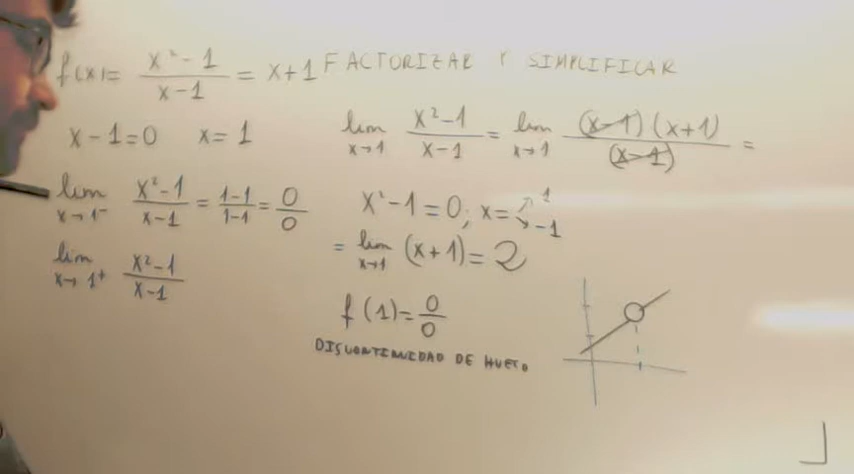 f(x)= x²-1 / x-1 = x+1 FACTORIZAR Y SIMPLIFICAR
x-1=0 x=1
lim x→1⁻ x²-1 / x-1 = 1-1 / 1-1 = 0/0
lim x→1⁺ x²-1 / x-1
lim x→1 x²-1 / x-1 = lim x→1 (x-1)(x+1) / (x-1) =
x²-1=0; x= 1 -1
= lim x→1 (x+1)=2
f(1)= 0/0
DISCONTINUIDAD DE HUECO